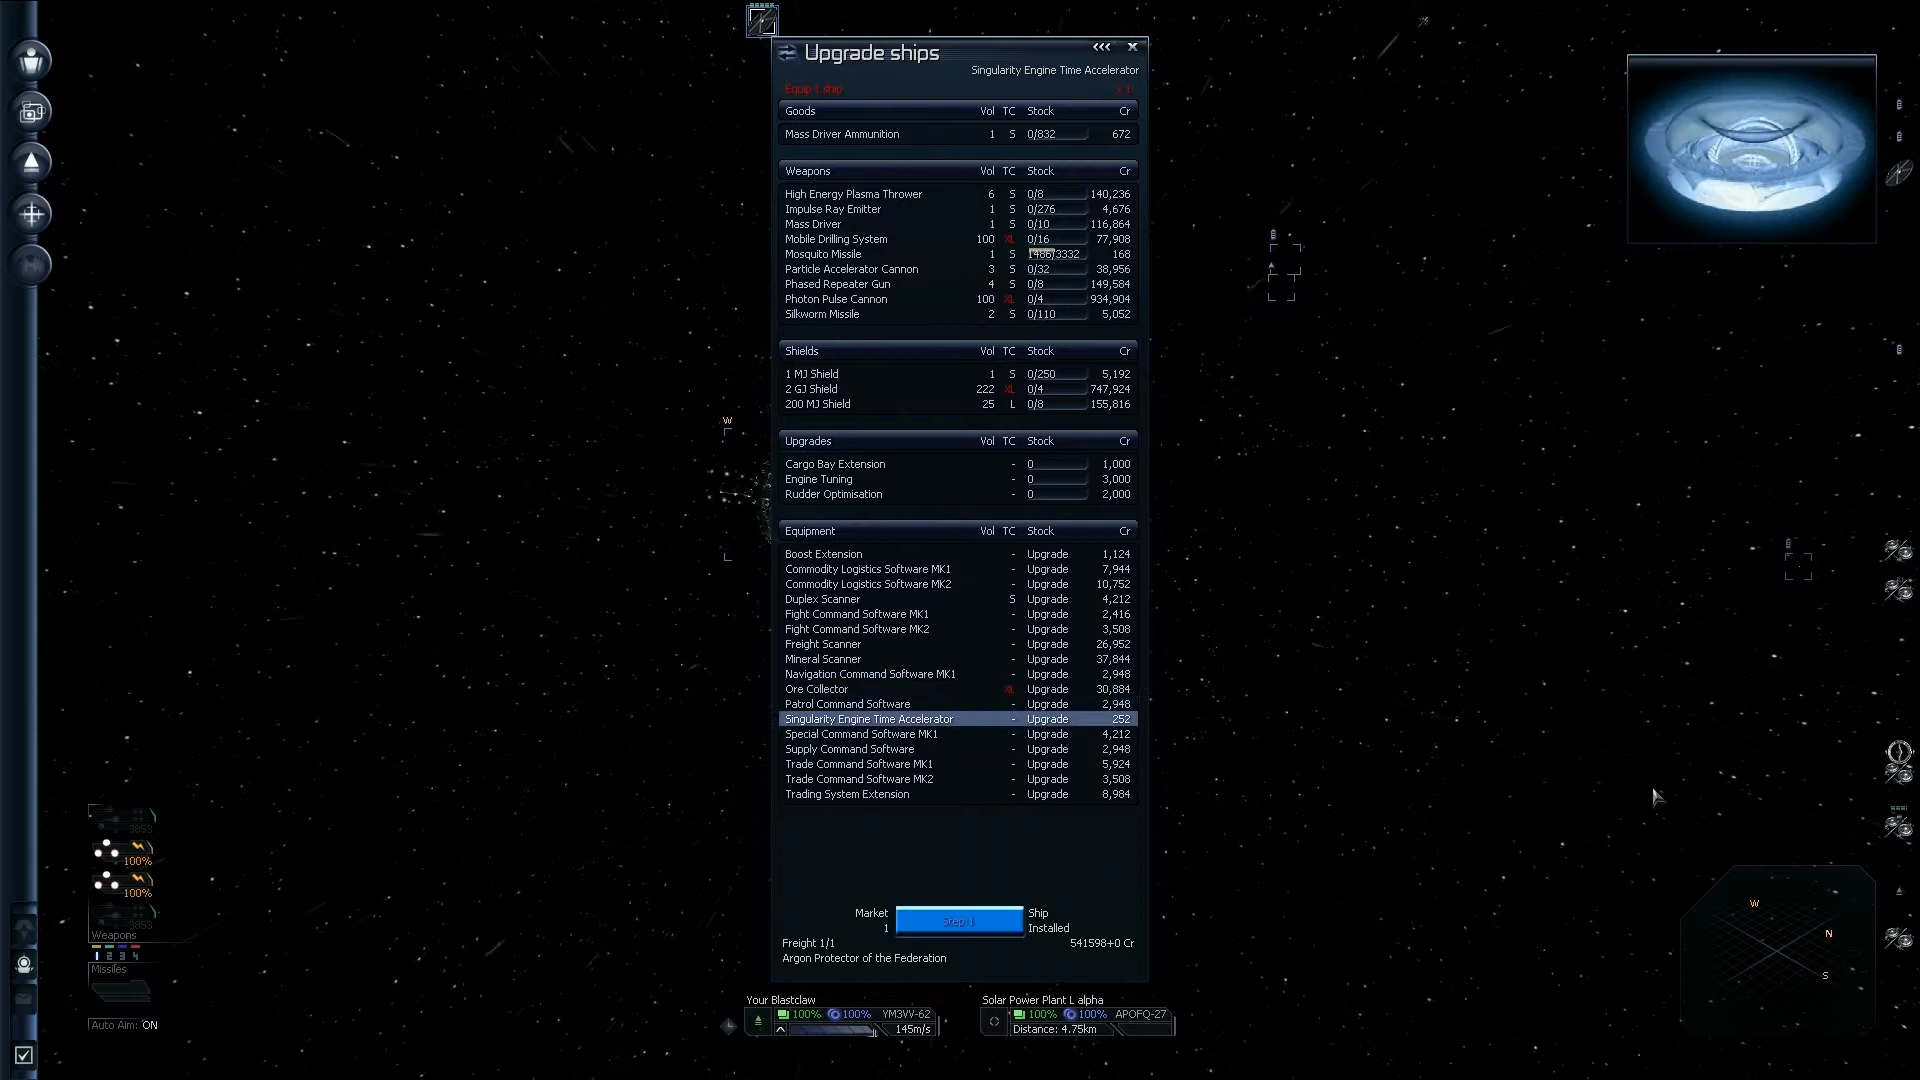 Upgrade ships
Singularity Engine Time Accelerator
Equip L ship x 1
Goods Vol TC Stock Cr
Mass Driver Ammunition 1 S 0/832 672
Weapons Vol TC Stock Cr
High Energy Plasma Thrower 6 S 0/8 140,236
Impulse Ray Emitter 1 S 0/276 4,676
Mass Driver 1 S 0/10 116,864
Mobile Drilling System 100 XL 0/16 77,908
Mosquito Missile 1 S 1486/3332 168
Particle Accelerator Cannon 3 S 0/32 38,956
Phased Repeater Gun 4 S 0/8 149,584
Photon Pulse Cannon 100 XL 0/4 934,904
Silkworm Missile 2 S 0/110 5,052
Shields Vol TC Stock Cr
1 MJ Shield 1 S 0/250 5,192
2 GJ Shield 222 XL 0/4 747,924
200 MJ Shield 25 L 0/8 155,816
Upgrades Vol TC Stock Cr
Cargo Bay Extension - 0 1,000
Engine Tuning - 0 3,000
Rudder Optimisation - 0 2,000
Equipment Vol TC Stock Cr
Boost Extension - Upgrade 1,124
Commodity Logistics Software MK1 - Upgrade 7,944
Commodity Logistics Software MK2 - Upgrade 10,752
Duplex Scanner S Upgrade 4,212
Fight Command Software MK1 - Upgrade 2,416
Fight Command Software MK2 - Upgrade 3,508
Freight Scanner - Upgrade 26,952
Mineral Scanner - Upgrade 37,844
Navigation Command Software MK1 - Upgrade 2,948
Ore Collector XL Upgrade 30,884
Patrol Command Software - Upgrade 2,948
Singularity Engine Time Accelerator - Upgrade 252
Special Command Software MK1 - Upgrade 4,212
Supply Command Software - Upgrade 2,948
Trade Command Software MK1 - Upgrade 5,924
Trade Command Software MK2 - Upgrade 3,508
Trading System Extension - Upgrade 8,984
Market Step:1 Ship
1 Installed
Freight 1/1 541598+0 Cr
Argon Protector of the Federation
W
3853
100%
100%
3853
Weapons
1 2 3 4
Missiles
Auto Aim: ON
Your Blastclaw
100% 100% YM3VV-62
145m/s
Solar Power Plant L alpha
100% 100% APOFQ-27
Distance: 4.75km
W
N
S